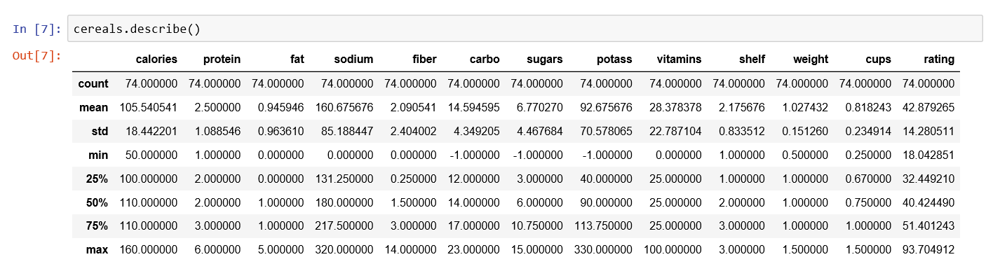 In [7]: cereals.describe()
Out[7]:
calories protein fat sodium fiber carbo sugars potass vitamins shelf weight cups rating
count 74.000000 74.000000 74.000000 74.000000 74.000000 74.000000 74.000000 74.000000 74.000000 74.000000 74.000000 74.000000 74.000000
mean 105.540541 2.500000 0.945946 160.675676 2.090541 14.594595 6.770270 92.675676 28.378378 2.175676 1.027432 0.818243 42.879265
std 18.442201 1.088546 0.963610 85.188447 2.404002 4.349205 4.467684 70.578065 22.787104 0.833512 0.151260 0.234914 14.280511
min 50.000000 1.000000 0.000000 0.000000 0.000000 -1.000000 -1.000000 -1.000000 0.000000 1.000000 0.500000 0.250000 18.042851
25% 100.000000 2.000000 0.000000 131.250000 0.250000 12.000000 3.000000 40.000000 25.000000 1.000000 1.000000 0.670000 32.449210
50% 110.000000 2.000000 1.000000 180.000000 1.500000 14.000000 6.000000 90.000000 25.000000 2.000000 1.000000 0.750000 40.424490
75% 110.000000 3.000000 1.000000 217.500000 3.000000 17.000000 10.750000 113.750000 25.000000 3.000000 1.000000 1.000000 51.401243
max 160.000000 6.000000 5.000000 320.000000 14.000000 23.000000 15.000000 330.000000 100.000000 3.000000 1.500000 1.500000 93.704912